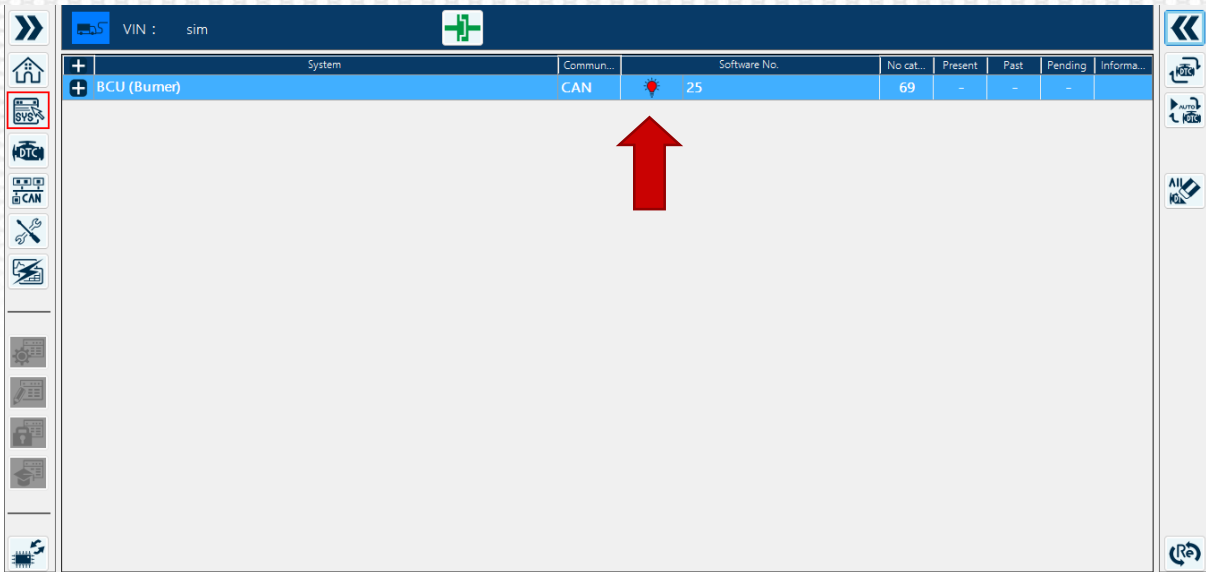 VIN : sim
System Commun... Software No. No cat... Present Past Pending Informa...
BCU (Burner) CAN 25 69 - - -
SYS
DTC
CAN
DTC
AUTO
DTC
All
Re